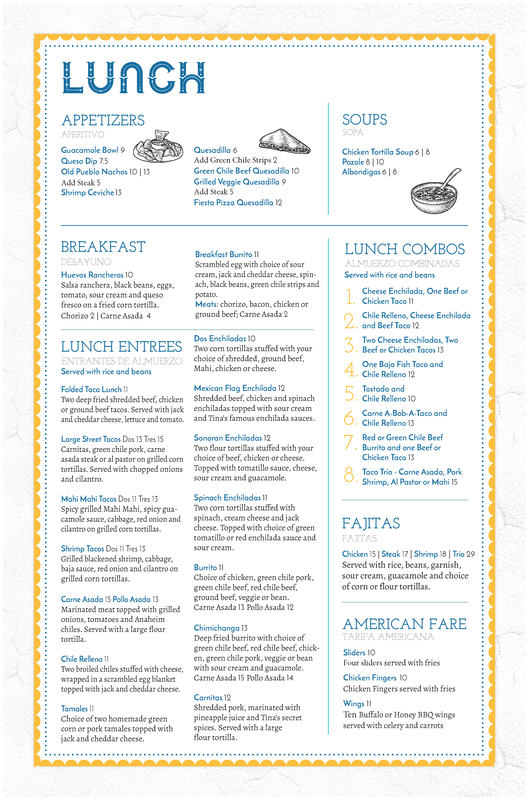 LUNCH
APPETIZERS
APERITIVO
Guacamole Bowl 9
Queso Dip 7.5
Old Pueblo Nachos 10 | 13
Add Steak 5
Shrimp Ceviche 13
Quesadilla 6
Add Green Chile Strips 2
Green Chile Beef Quesadilla 10
Grilled Veggie Quesadilla 9
Add Steak 5
Fiesta Pizza Quesadilla 12
SOUPS
SOPA
Chicken Tortilla Soup 6 | 8
Pozole 8 | 10
Albondigas 6 | 8
BREAKFAST
DESAYUNO
Huevos Rancheros 10
Salsa ranchera, black beans, eggs,
tomato, sour cream and queso
fresco on a fried corn tortilla.
Chorizo 2 | Carne Asada 4
Breakfast Burrito 11
Scrambled egg with choice of sour
cream, jack and cheddar cheese, spin-
ach, black beans, green chile strips and
potato.
Meats: chorizo, bacon, chicken or
ground beef; Carne Asada 2
LUNCH ENTREES
ENTRANTES DE ALMUERZO
Served with rice and beans
Folded Taco Lunch 11
Two deep fried shredded beef, chicken
or ground beef tacos. Served with jack
and cheddar cheese, lettuce and tomato.
Large Street Tacos Dos 13 Tres 15
Carnitas, green chile pork, carne
asada steak or al pastor on grilled corn
tortillas. Served with chopped onions
and cilantro.
Mahi Mahi Tacos Dos 11 Tres 13
Spicy grilled Mahi Mahi, spicy gua-
camole sauce, cabbage, red onion and
cilantro on grilled corn tortillas.
Shrimp Tacos Dos 11 Tres 13
Grilled blackened shrimp, cabbage,
baja sauce, red onion and cilantro on
grilled corn tortillas.
Carne Asada 15 Pollo Asada 13
Marinated meat topped with grilled
onions, tomatoes and Anaheim
chiles. Served with a large flour
tortilla.
Chile Relleno 11
Two broiled chiles stuffed with cheese,
wrapped in a scrambled egg blanket
topped with jack and cheddar cheese.
Tamales 11
Choice of two homemade green
corn or pork tamales topped with
jack and cheddar cheese.
Dos Enchiladas 10
Two corn tortillas stuffed with your
choice of shredded, ground beef,
Mahi, chicken or cheese.
Mexican Flag Enchilada 12
Shredded beef, chicken and spinach
enchiladas topped with sour cream
and Tina's famous enchilada sauces.
Sonoran Enchiladas 12
Two flour tortillas stuffed with your
choice of beef, chicken or cheese.
Topped with tomatillo sauce, cheese,
sour cream and guacamole.
Spinach Enchiladas 11
Two corn tortillas stuffed with
spinach, cream cheese and jack
cheese. Topped with choice of green
tomatillo or red enchilada sauce and
sour cream.
Burrito 11
Choice of chicken, green chile pork,
green chile beef, red chile beef,
ground beef, veggie or bean.
Carne Asada 13 Pollo Asada 12
Chimichanga 13
Deep fried burrito with choice of
green chile beef, red chile beef, chick-
en, green chile pork, veggie or bean
with sour cream and guacamole.
Carne Asada 15 Pollo Asada 14
Carnitas 12
Shredded pork, marinated with
pineapple juice and Tina's secret
spices. Served with a large
flour tortilla.
LUNCH COMBOS
ALMUERZO COMBINADAS
Served with rice and beans
1. Cheese Enchilada, One Beef or
Chicken Taco 11
2. Chile Relleno, Cheese Enchilada
and Beef Taco 12
3. Two Cheese Enchiladas, Two
Beef or Chicken Tacos 13
4. One Baja Fish Taco and
Chile Relleno 12
5. Tostada and
Chile Relleno 10
6. Carne A-Bob-A-Taco and
Chile Relleno 13
7. Red or Green Chile Beef
Burrito and one Beef or
Chicken Taco 13
8. Taco Trio - Carne Asada, Pork
Shrimp, Al Pastor or Mahi 15
FAJITAS
FAJITAS
Chicken 15 | Steak 17 | Shrimp 18 | Trio 29
Served with rice, beans, garnish,
sour cream, guacamole and choice
of corn or flour tortillas.
AMERICAN FARE
TARIFA AMERICANA
Sliders 10
Four sliders served with fries
Chicken Fingers 10
Chicken Fingers served with fries
Wings 11
Ten Buffalo or Honey BBQ wings
served with celery and carrots